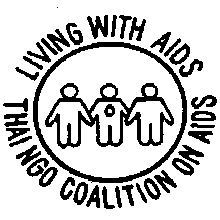 LIVING WITH AIDS
THAI NGO COALITION ON AIDS